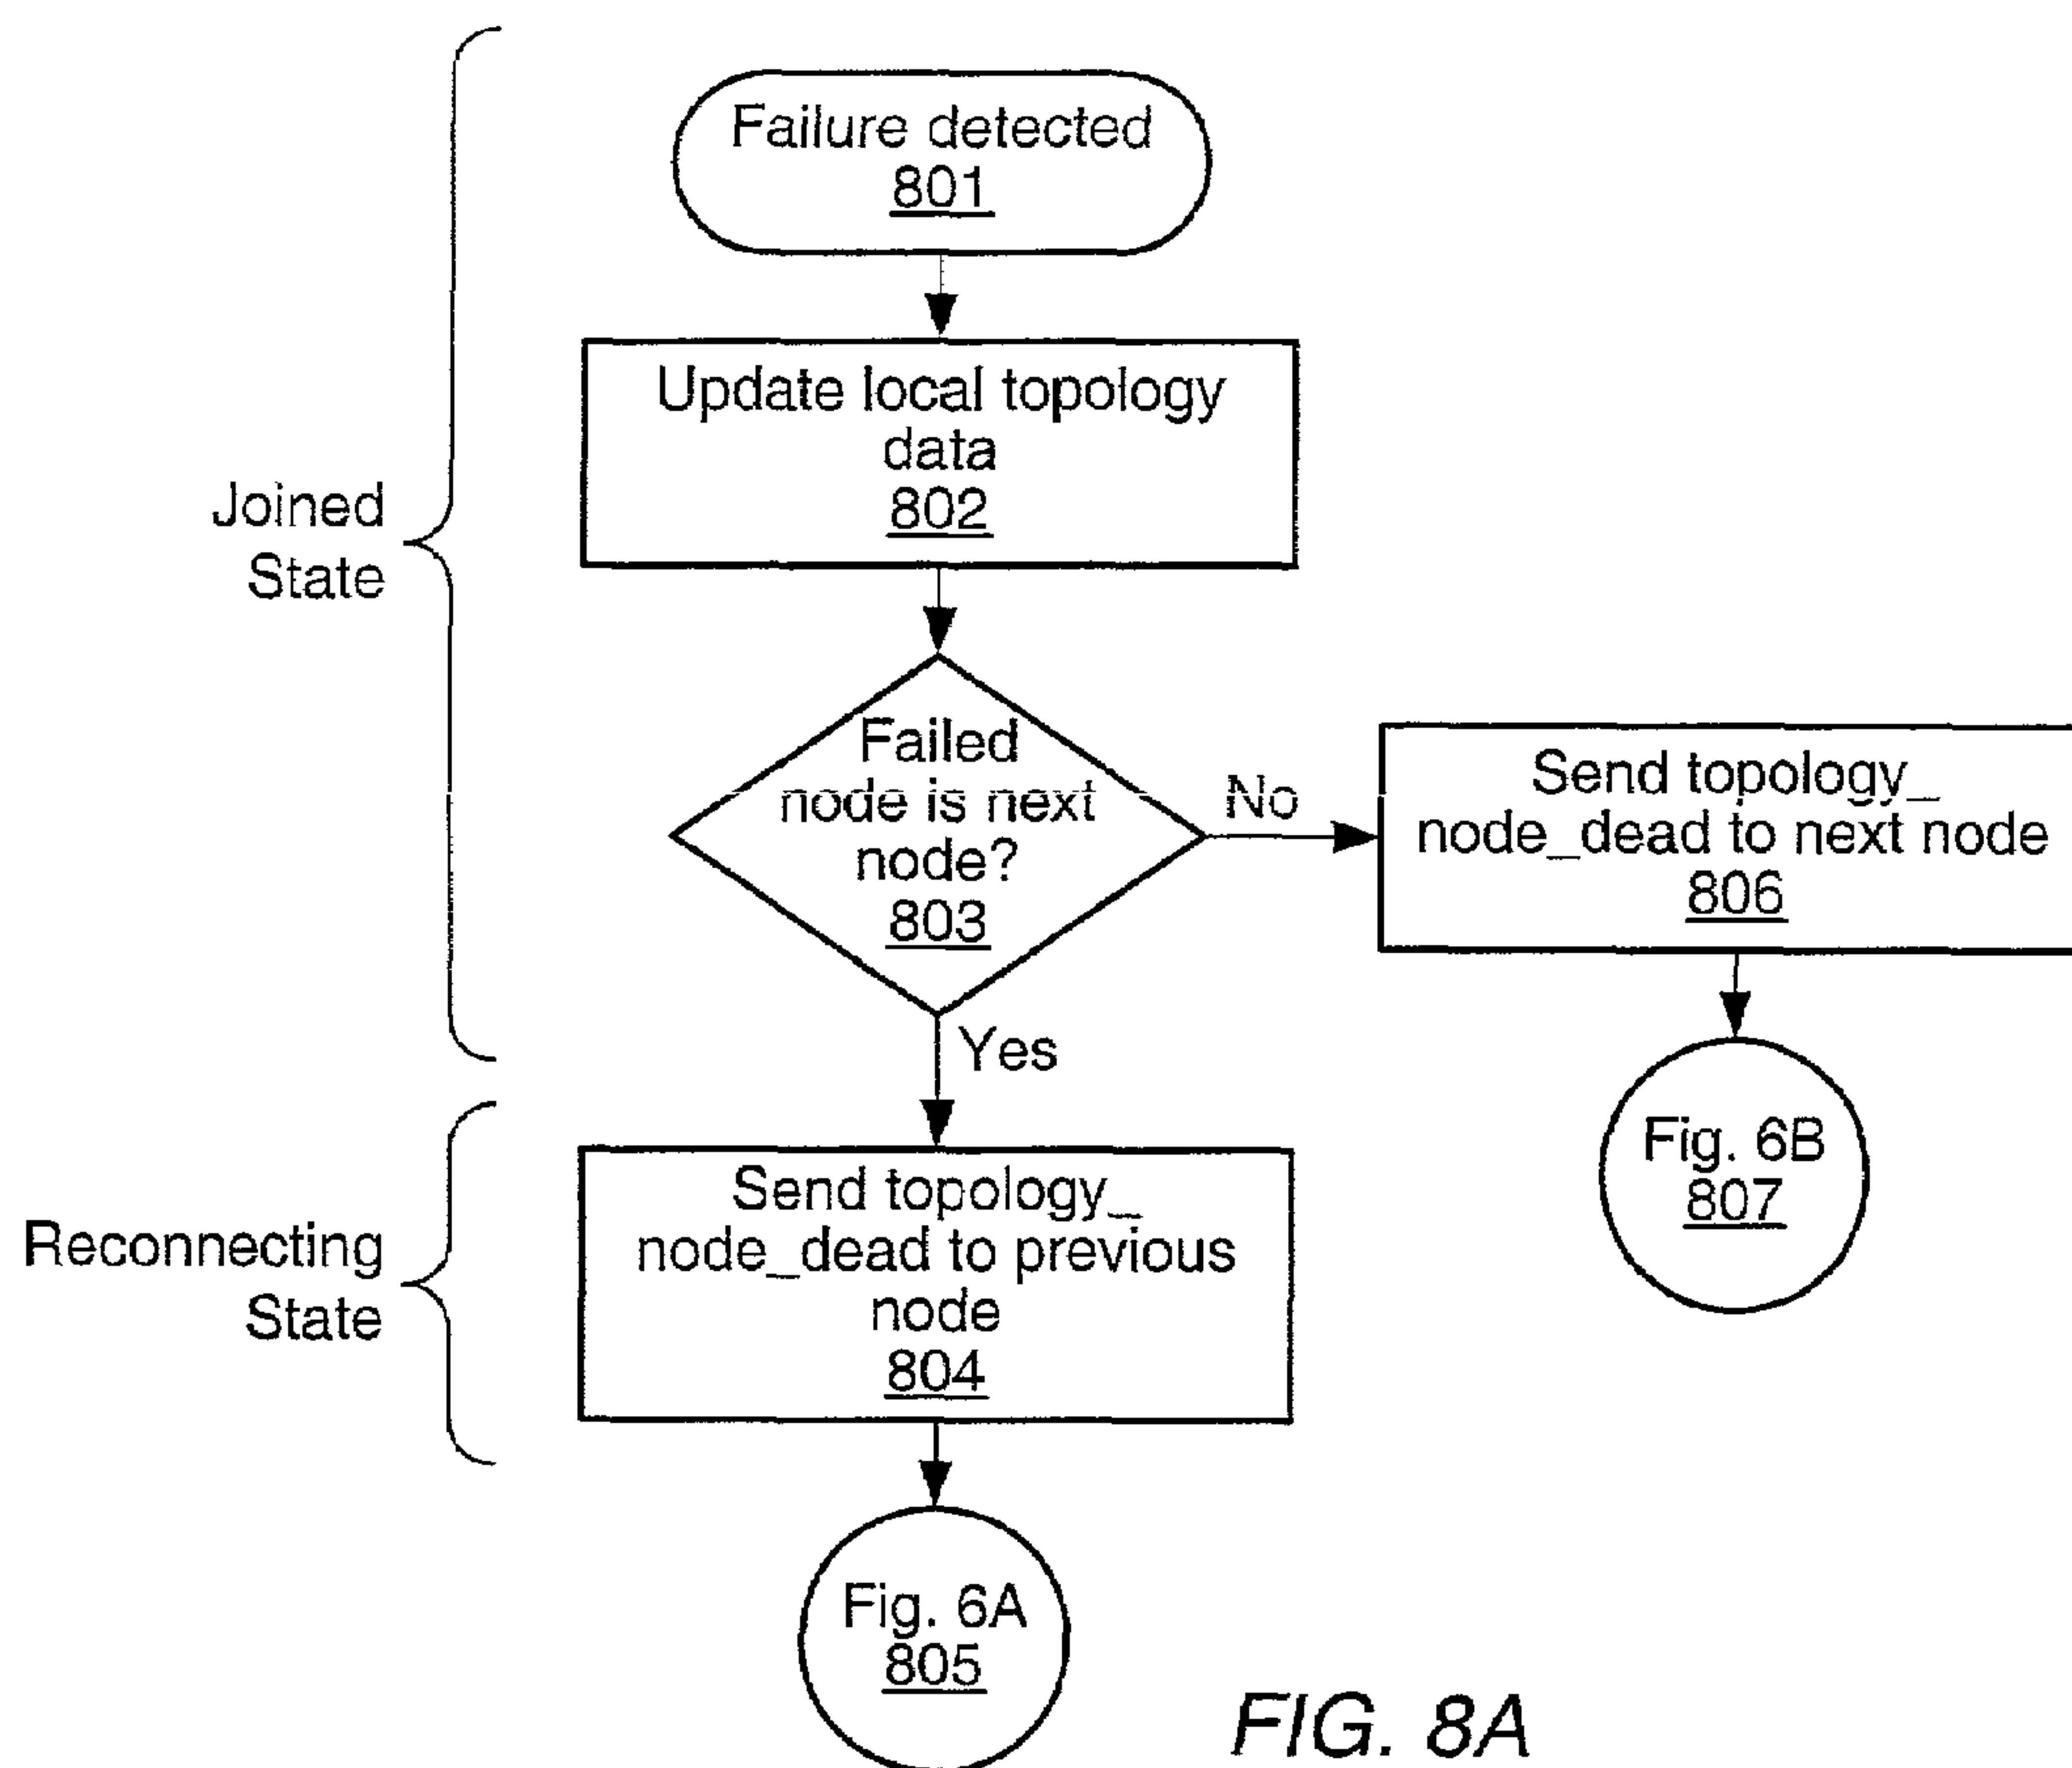 Failure detected
801
Update local topology
data
802
Joined
State
Failed
node is next
node?
803
No
Send topology_
node_dead to next node
806
Yes
Fig. 6B
807
Reconnecting
State
Send topology_
node_dead to previous
node
804
Fig. 6A
805
FIG. 8A